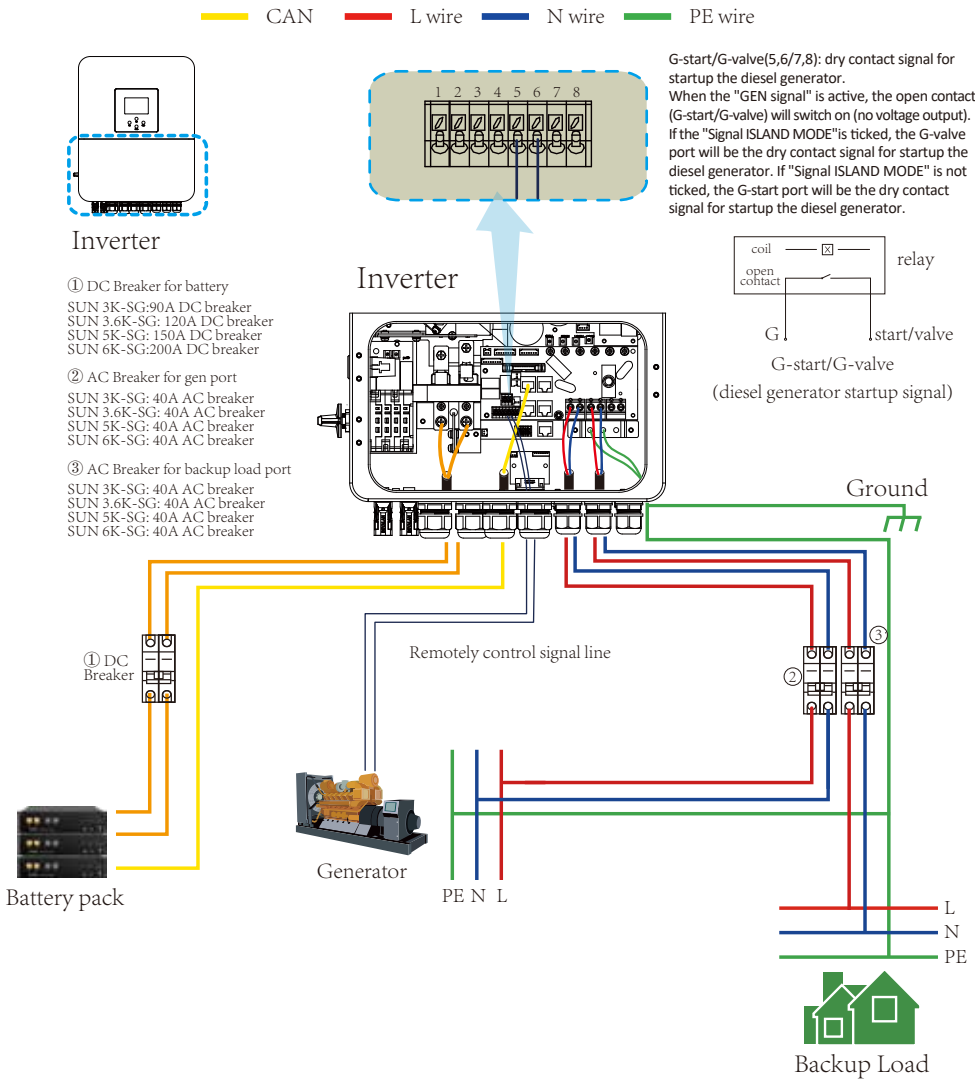 CAN L wire N wire PE wire
1 2 3 4 5 6 7 8
G-start/G-valve(5,6/7,8): dry contact signal for
startup the diesel generator.
When the "GEN signal" is active, the open contact
(G-start/G-valve) will switch on (no voltage output).
If the "Signal ISLAND MODE"is ticked, the G-valve
port will be the dry contact signal for startup the
diesel generator. If "Signal ISLAND MODE" is not
ticked, the G-start port will be the dry contact
signal for startup the diesel generator.
Inverter
coil
open
contact
relay
G start/valve
G-start/G-valve
(diesel generator startup signal)
① DC Breaker for battery
SUN 3K-SG:90A DC breaker
SUN 3.6K-SG: 120A DC breaker
SUN 5K-SG: 150A DC breaker
SUN 6K-SG:200A DC breaker
② AC Breaker for gen port
SUN 3K-SG: 40A AC breaker
SUN 3.6K-SG: 40A AC breaker
SUN 5K-SG: 40A AC breaker
SUN 6K-SG: 40A AC breaker
③ AC Breaker for backup load port
SUN 3K-SG: 40A AC breaker
SUN 3.6K-SG: 40A AC breaker
SUN 5K-SG: 40A AC breaker
SUN 6K-SG: 40A AC breaker
Inverter
Ground
① DC
Breaker
Remotely control signal line
②
③
Generator
Battery pack
PE N L
L
N
PE
Backup Load